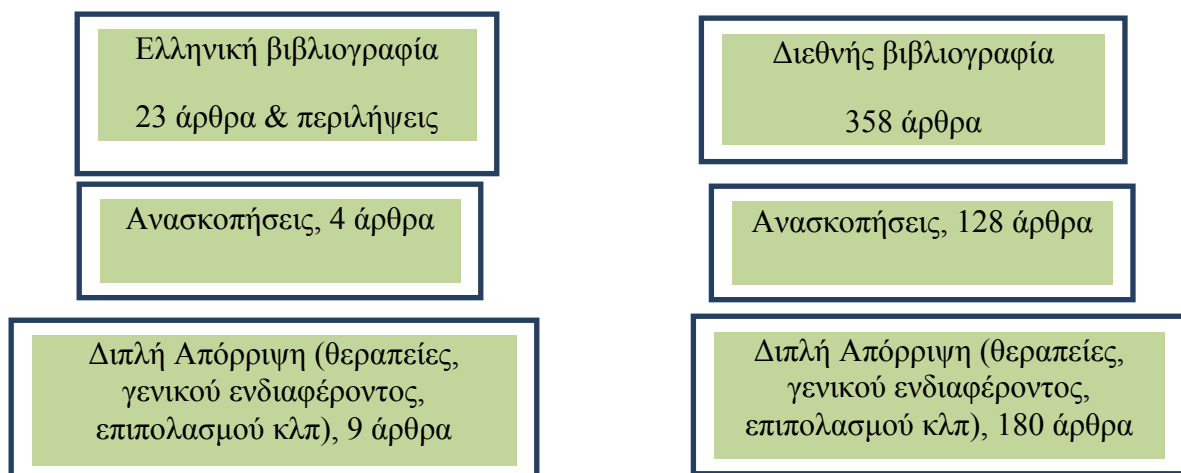 Ελληνική βιβλιογραφία
23 άρθρα & περιλήψεις
Διεθνής βιβλιογραφία
358 άρθρα
Ανασκοπήσεις, 4 άρθρα
Ανασκοπήσεις, 128 άρθρα
Διπλή Απόρριψη (θεραπείες,
γενικού ενδιαφέροντος,
επιπολασμού κλπ), 9 άρθρα
Διπλή Απόρριψη (θεραπείες,
γενικού ενδιαφέροντος,
επιπολασμού κλπ), 180 άρθρα